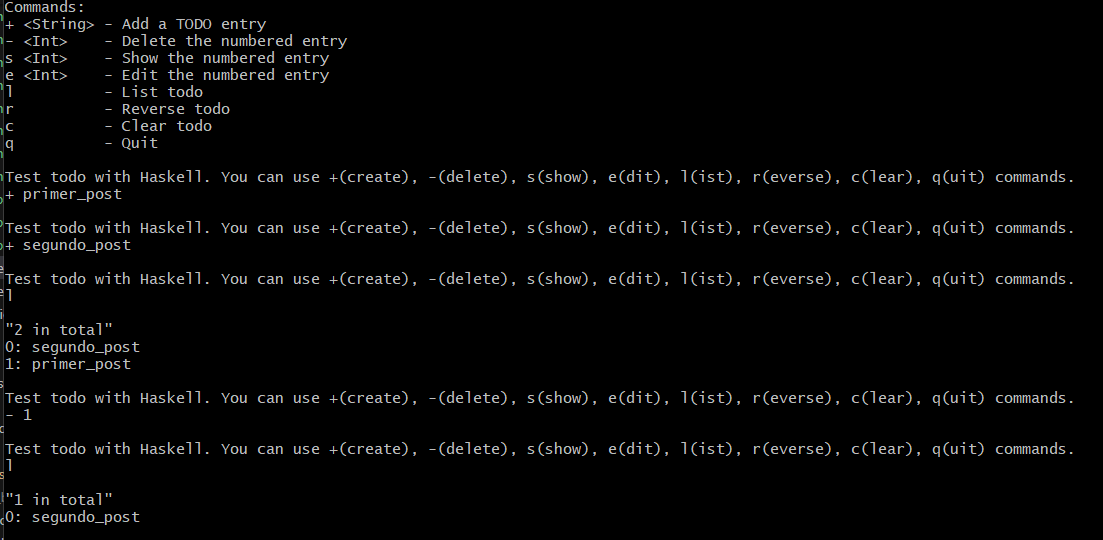 Commands:
+ <String> - Add a TODO entry
- <Int>    - Delete the numbered entry
s <Int>    - Show the numbered entry
e <Int>    - Edit the numbered entry
l          - List todo
r          - Reverse todo
c          - Clear todo
q          - Quit

Test todo with Haskell. You can use +(create), -(delete), s(show), e(dit), l(ist), r(everse), c(lear), q(uit) commands.
+ primer_post

Test todo with Haskell. You can use +(create), -(delete), s(show), e(dit), l(ist), r(everse), c(lear), q(uit) commands.
+ segundo_post

Test todo with Haskell. You can use +(create), -(delete), s(show), e(dit), l(ist), r(everse), c(lear), q(uit) commands.
l

"2 in total"
0: segundo_post
1: primer_post

Test todo with Haskell. You can use +(create), -(delete), s(show), e(dit), l(ist), r(everse), c(lear), q(uit) commands.
- 1

Test todo with Haskell. You can use +(create), -(delete), s(show), e(dit), l(ist), r(everse), c(lear), q(uit) commands.
l

"1 in total"
0: segundo_post